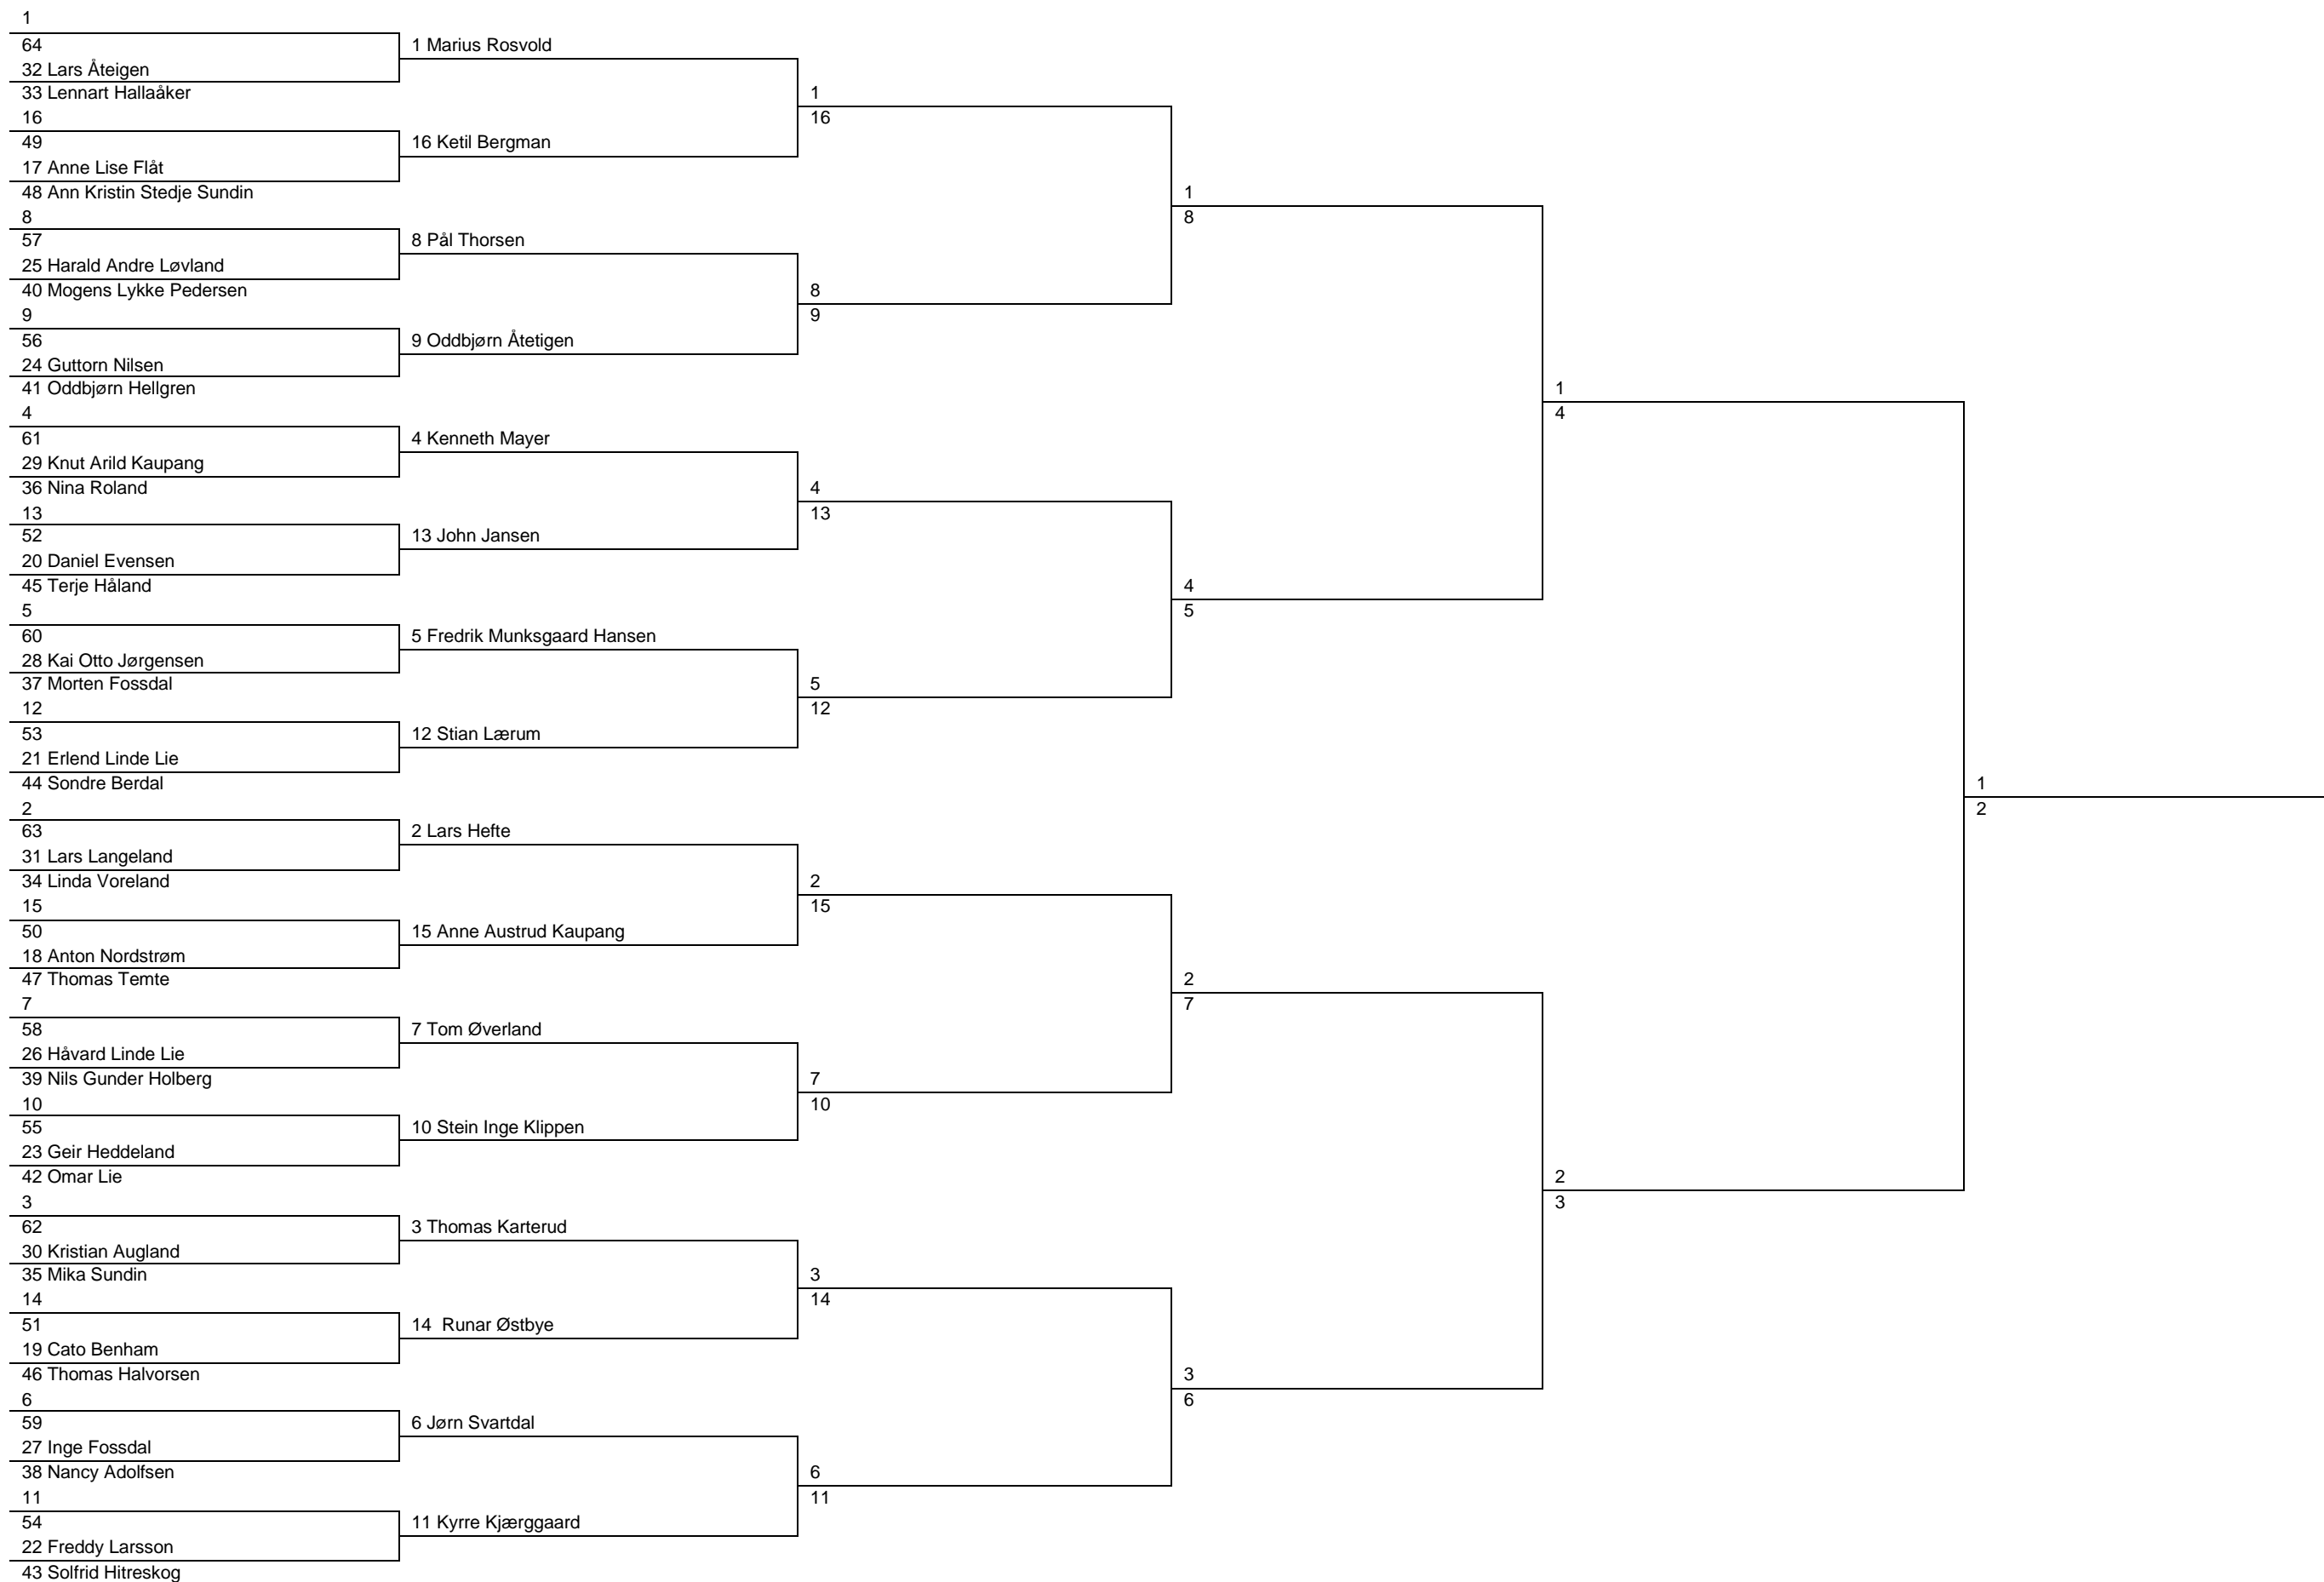 1
64
32 Lars Åteigen
33 Lennart Hallaåker
16
49
17 Anne Lise Flåt
48 Ann Kristin Stedje Sundin
8
57
25 Harald Andre Løvland
40 Mogens Lykke Pedersen
9
56
24 Guttorn Nilsen
41 Oddbjørn Hellgren
4
61
29 Knut Arild Kaupang
36 Nina Roland
13
52
20 Daniel Evensen
45 Terje Håland
5
60
28 Kai Otto Jørgensen
37 Morten Fossdal
12
53
21 Erlend Linde Lie
44 Sondre Berdal
2
63
31 Lars Langeland
34 Linda Voreland
15
50
18 Anton Nordstrøm
47 Thomas Temte
7
58
26 Håvard Linde Lie
39 Nils Gunder Holberg
10
55
23 Geir Heddeland
42 Omar Lie
3
62
30 Kristian Augland
35 Mika Sundin
14
51
19 Cato Benham
46 Thomas Halvorsen
6
59
27 Inge Fossdal
38 Nancy Adolfsen
11
54
22 Freddy Larsson
43 Solfrid Hitreskog
1 Marius Rosvold
16 Ketil Bergman
8 Pål Thorsen
9 Oddbjørn Åtetigen
4 Kenneth Mayer
13 John Jansen
5 Fredrik Munksgaard Hansen
12 Stian Lærum
2 Lars Hefte
15 Anne Austrud Kaupang
7 Tom Øverland
10 Stein Inge Klippen
3 Thomas Karterud
14  Runar Østbye
6 Jørn Svartdal
11 Kyrre Kjærggaard
1
16
8
9
4
13
5
12
2
15
7
10
3
14
6
11
1
8
4
5
2
7
3
6
1
4
2
3
1
2